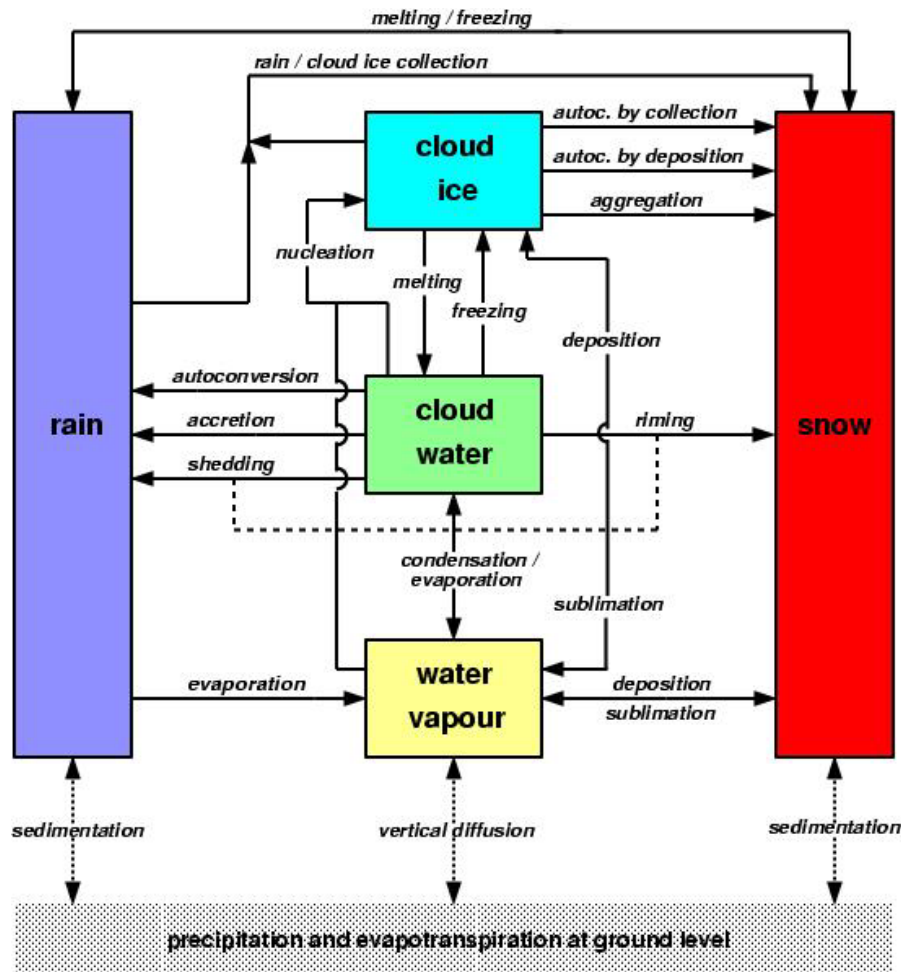 melting / freezing
rain / cloud ice collection
autoc. by collection
cloud
ice
autoc. by deposition
aggregation
nucleation
melting
freezing
deposition
autoconversion
rain
accretion
cloud
water
riming
snow
shedding
condensation /
evaporation
sublimation
evaporation
water
vapour
deposition
sublimation
sedimentation
vertical diffusion
sedimentation
precipitation and evapotranspiration at ground level